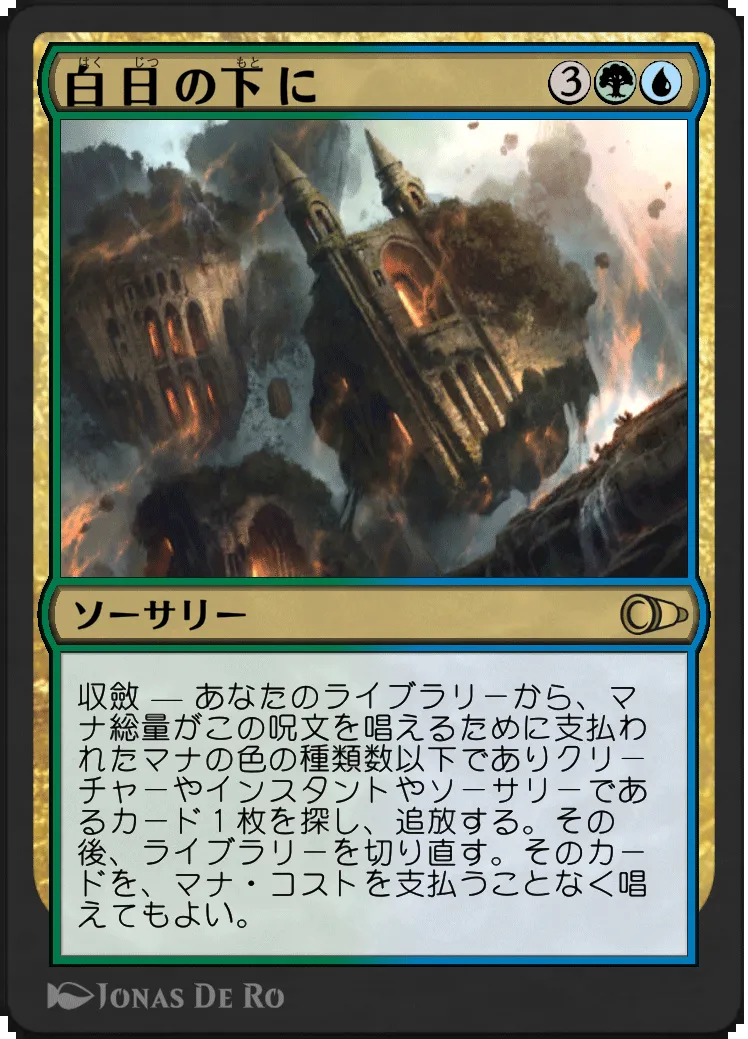 白日の下に 3
はく じつ もと
ソーサリー
収斂 — あなたのライブラリーから、マ
ナ総量がこの呪文を唱えるために支払わ
れたマナの色の種類数以下でありクリー
チャーやインスタントやソーサリーであ
るカード1枚を探し、追放する。その
後、ライブラリーを切り直す。そのカー
ドを、マナ・コストを支払うことなく唱
えてもよい。
JONAS DE RO